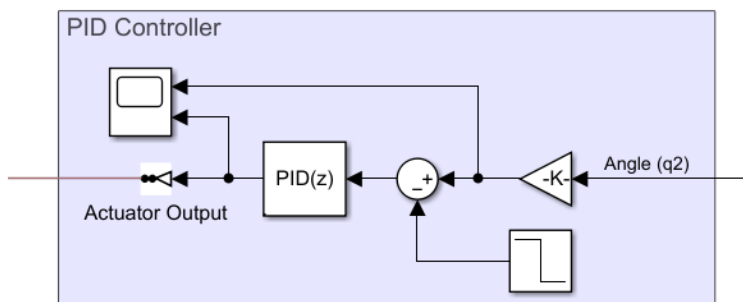 PID Controller
PID(z)
_+
-K-
Angle (q2)
Actuator Output